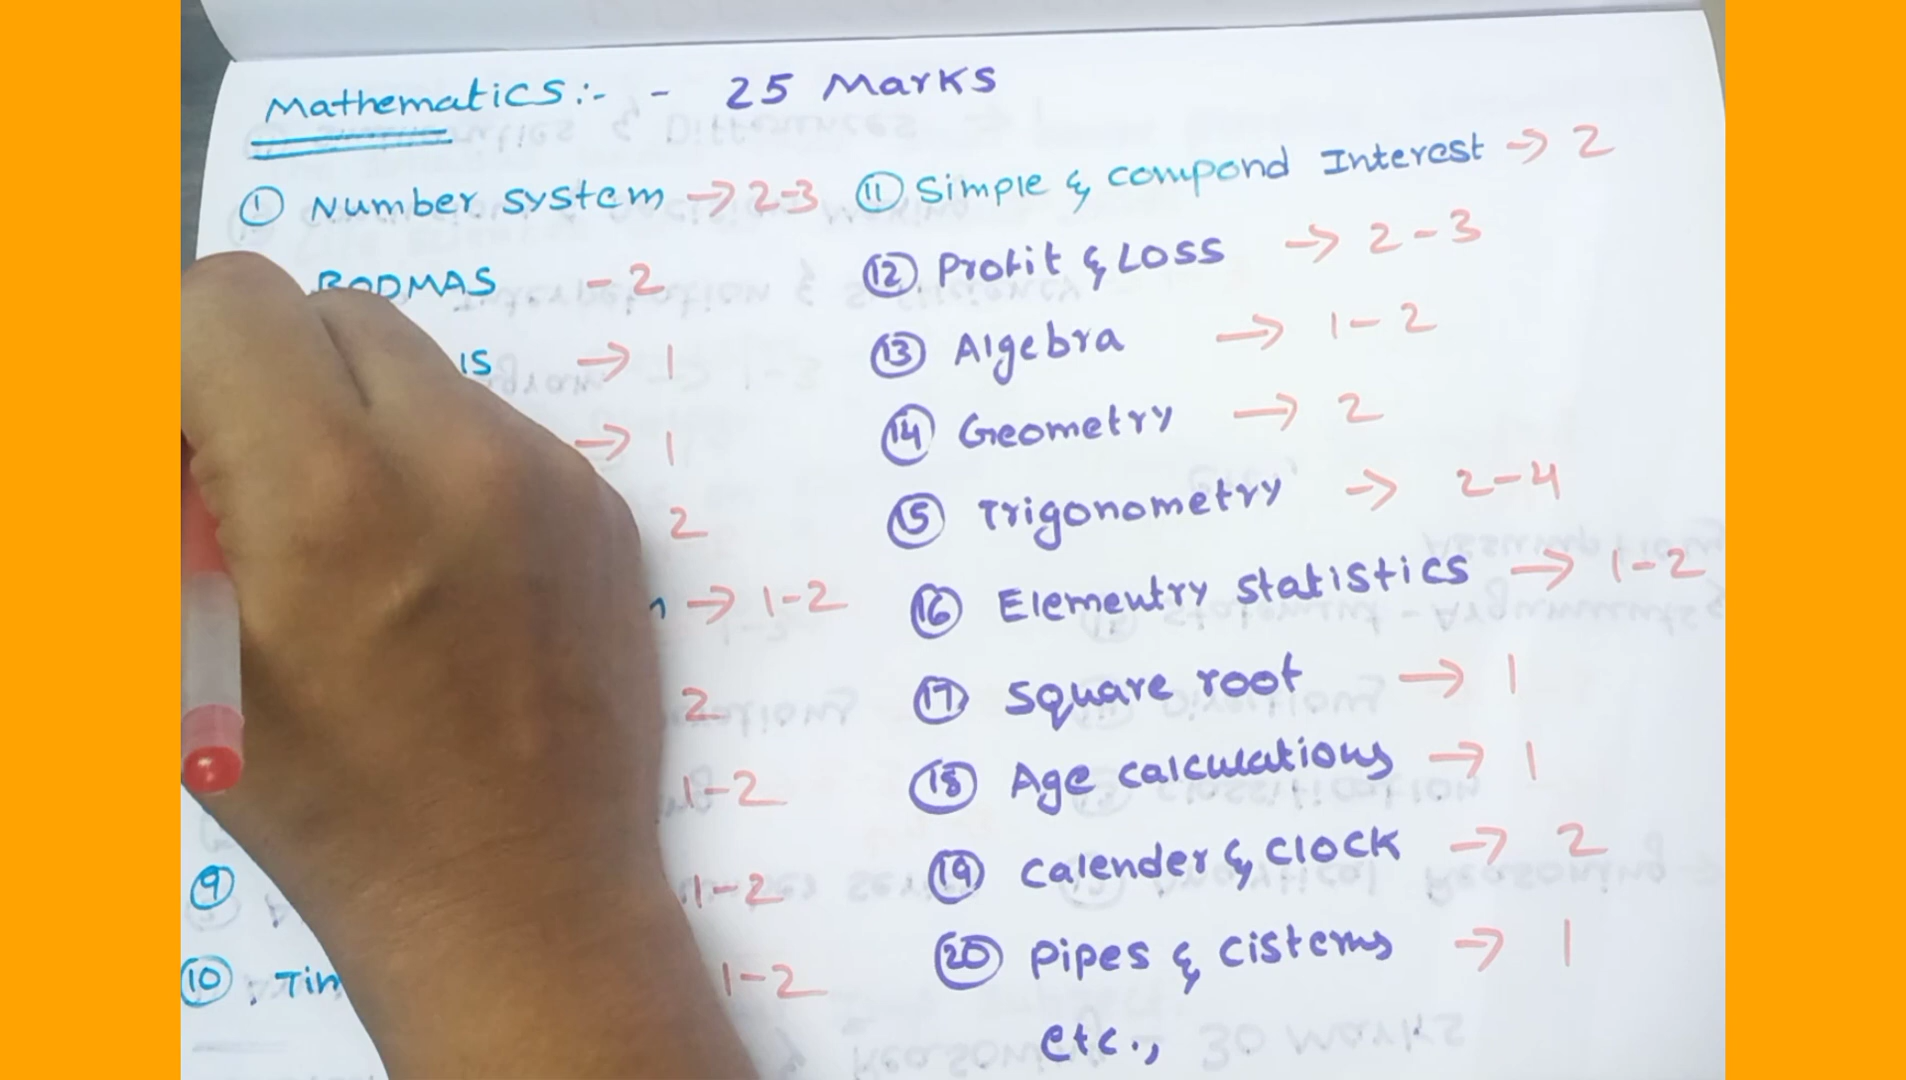 Mathematics:- - 25 Marks
① Number system → 2-3
BODMAS - 2
→ 1
→ 1
2
→ 1-2
2
1-2
⑨ 1-2
⑩ 1-2
⑪ Simple & compond Interest → 2
⑫ Profit & Loss → 2-3
⑬ Algebra → 1-2
⑭ Geometry → 2
⑮ Trigonometry → 2-4
⑯ Elementry statistics → 1-2
⑰ Square root → 1
⑱ Age calculations → 1
⑲ Calender & Clock → 2
⑳ Pipes & Cisterns → 1
etc.,